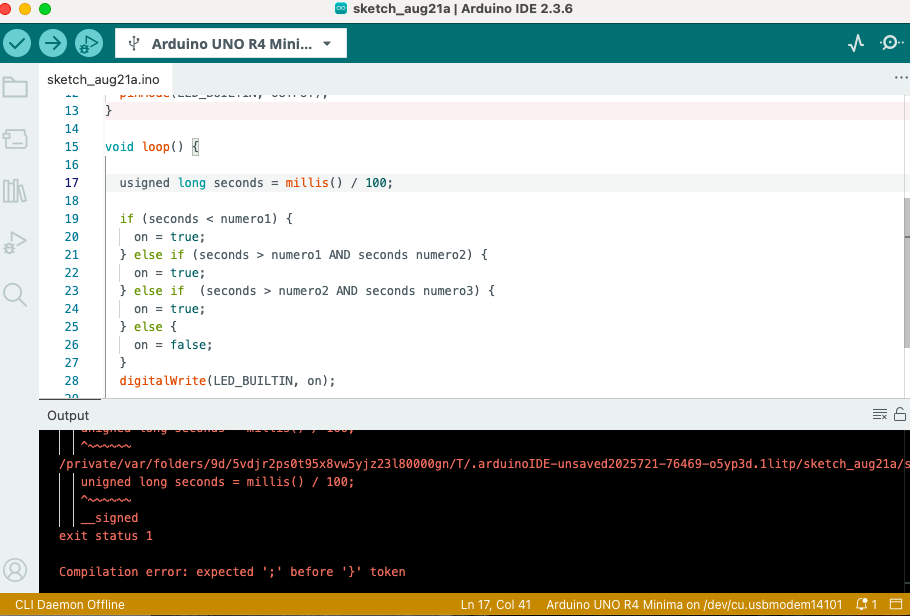 sketch_aug21a | Arduino IDE 2.3.6
Arduino UNO R4 Mini...
sketch_aug21a.ino
...
12 pinMode(LED_BUILTIN, OUTPUT);
13 }
14
15 void loop() {
16
17 usigned long seconds = millis() / 100;
18
19 if (seconds < numero1) {
20 on = true;
21 } else if (seconds > numero1 AND seconds numero2) {
22 on = true;
23 } else if  (seconds > numero2 AND seconds numero3) {
24 on = true;
25 } else {
26 on = false;
27 }
28 digitalWrite(LED_BUILTIN, on);
29
Output
unigned long seconds = millis() / 100;
^~~~~~~
/private/var/folders/9d/5vdjr2ps0t95x8vw5yjz23l80000gn/T/.arduinoIDE-unsaved2025721-76469-o5yp3d.1litp/sketch_aug21a/s
unigned long seconds = millis() / 100;
^~~~~~~
__signed
exit status 1
Compilation error: expected ';' before '}' token
CLI Daemon Offline
Ln 17, Col 41 Arduino UNO R4 Minima on /dev/cu.usbmodem14101 1